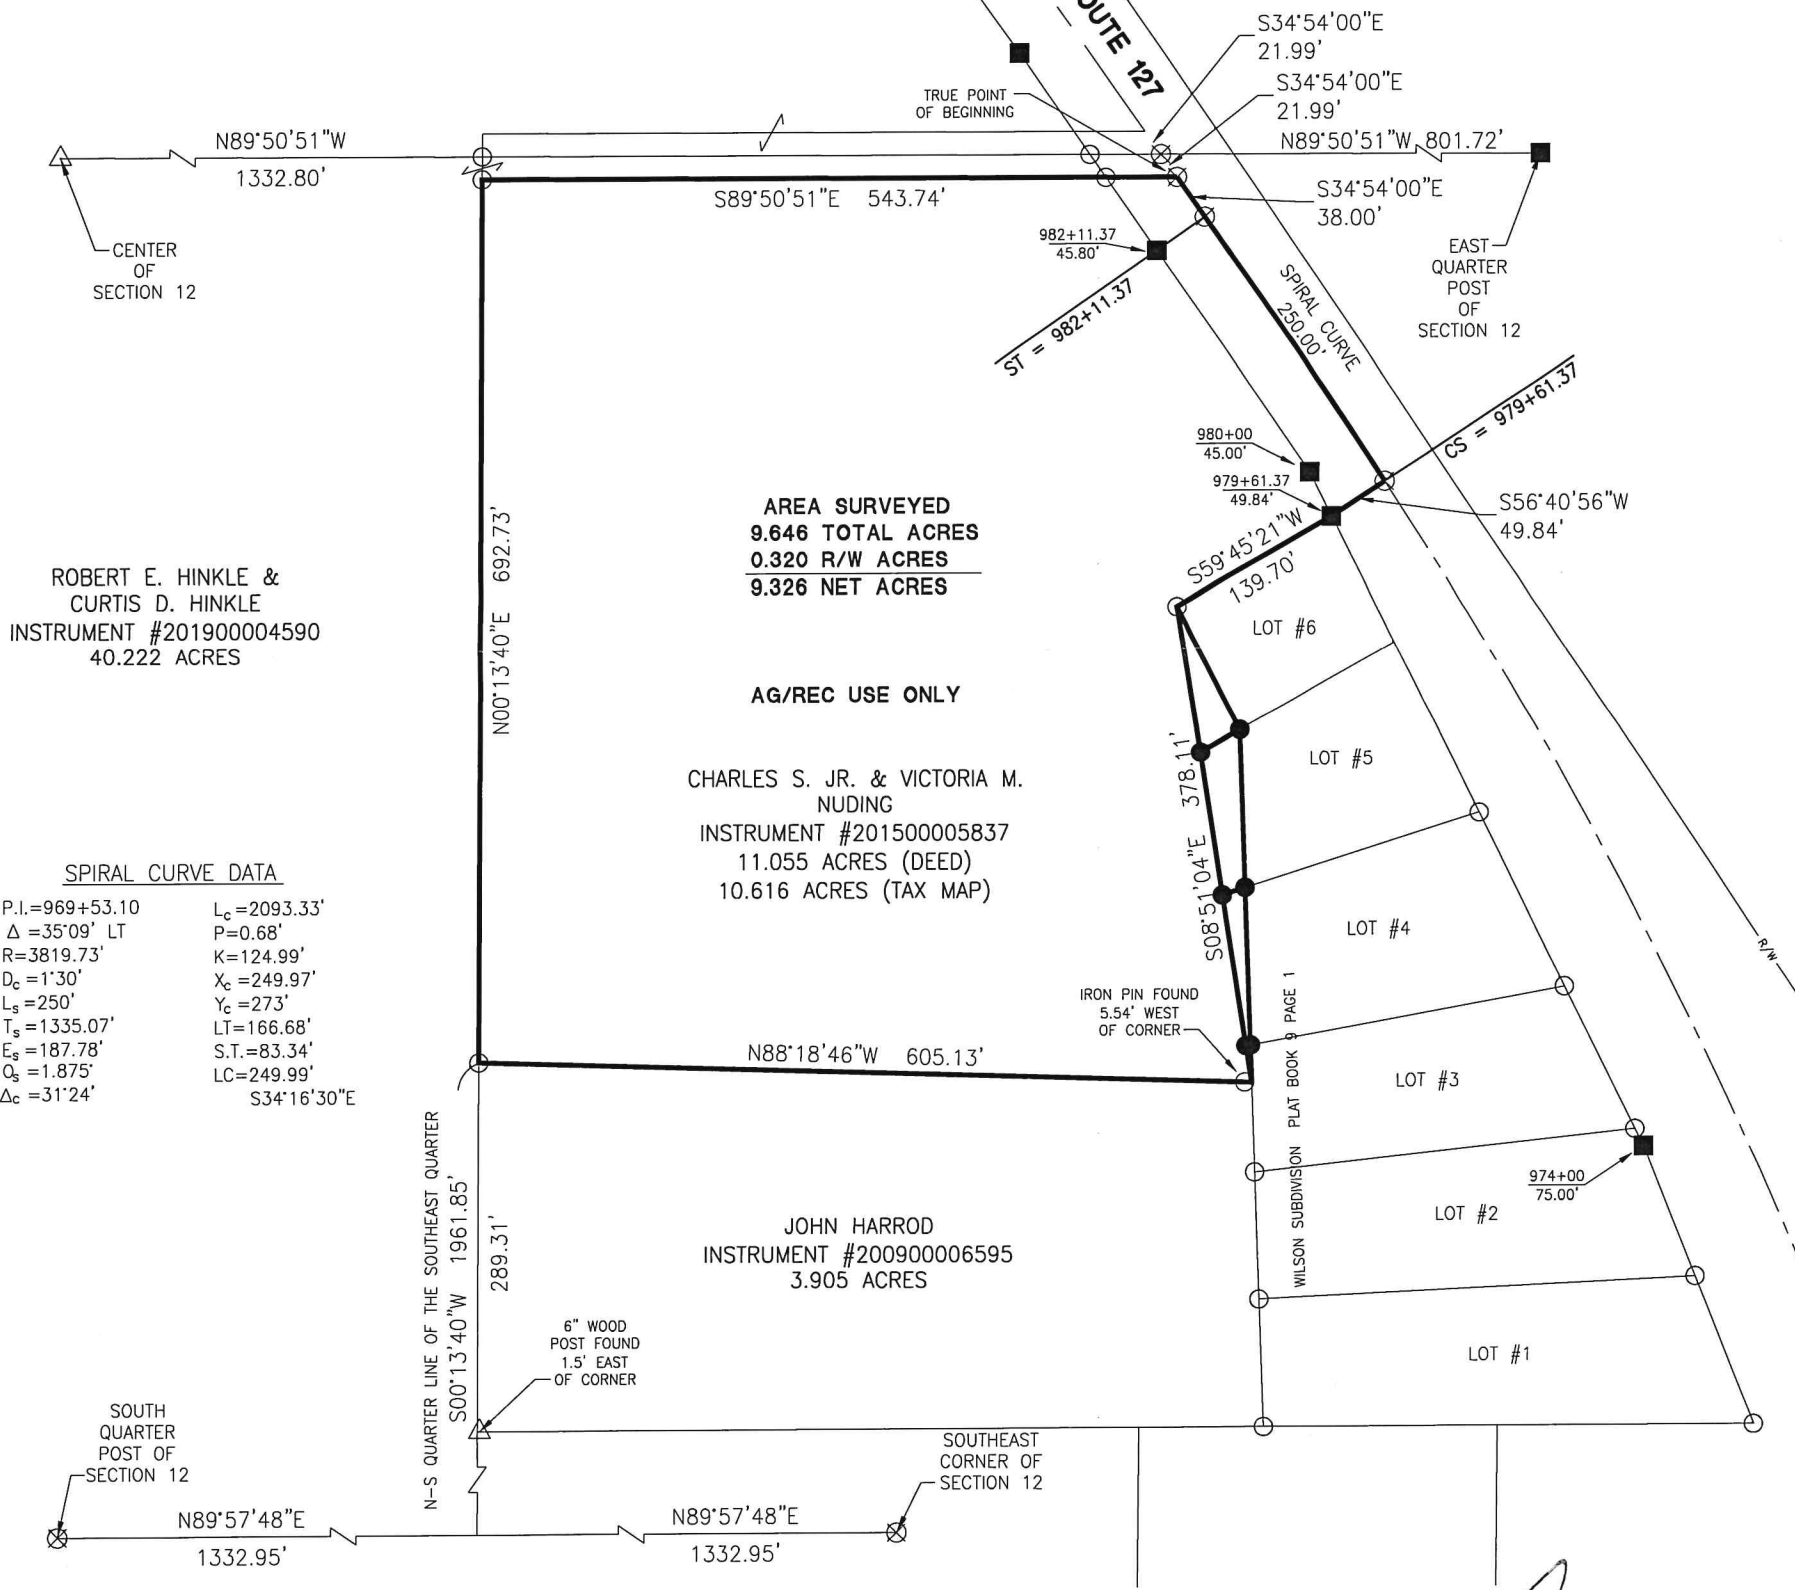 OUTE 127
S34°54'00"E
21.99'
S34°54'00"E
21.99'
TRUE POINT
OF BEGINNING
N89°50'51"W
1332.80'
N89°50'51"W 801.72'
S89°50'51"E 543.74'
S34°54'00"E
38.00'
CENTER
OF
SECTION 12
982+11.37
45.80'
EAST
QUARTER
POST
OF
SECTION 12
ST = 982+11.37
SPIRAL CURVE
250.00'
CS = 979+61.37
980+00
45.00'
979+61.37
49.84'
S56°40'56"W
49.84'
S59°45'21"W
139.70'
AREA SURVEYED
9.646 TOTAL ACRES
0.320 R/W ACRES
9.326 NET ACRES
N00°13'40"E 692.73'
ROBERT E. HINKLE &
CURTIS D. HINKLE
INSTRUMENT #201900004590
40.222 ACRES
LOT #6
AG/REC USE ONLY
LOT #5
CHARLES S. JR. & VICTORIA M.
NUDING
INSTRUMENT #201500005837
11.055 ACRES (DEED)
10.616 ACRES (TAX MAP)
S08°51'04"E 378.11'
SPIRAL CURVE DATA
P.I.=969+53.10 Lc=2093.33'
Δ =35°09' LT P=0.68'
R=3819.73' K=124.99'
Dc=1°30' Xc=249.97'
Ls=250' Yc=273'
Ts=1335.07' LT=166.68'
Es=187.78' S.T.=83.34'
Os=1.875° LC=249.99'
Δc=31°24' S34°16'30"E
LOT #4
R/W
IRON PIN FOUND
5.54' WEST
OF CORNER
N88°18'46"W 605.13'
WILSON SUBDIVISION PLAT BOOK 9 PAGE 1
LOT #3
974+00
75.00'
LOT #2
N-S QUARTER LINE OF THE SOUTHEAST QUARTER
S00°13'40"W 1961.85'
289.31'
JOHN HARROD
INSTRUMENT #200900006595
3.905 ACRES
6" WOOD
POST FOUND
1.5' EAST
OF CORNER
LOT #1
SOUTH
QUARTER
POST OF
SECTION 12
SOUTHEAST
CORNER OF
SECTION 12
N89°57'48"E
1332.95'
N89°57'48"E
1332.95'